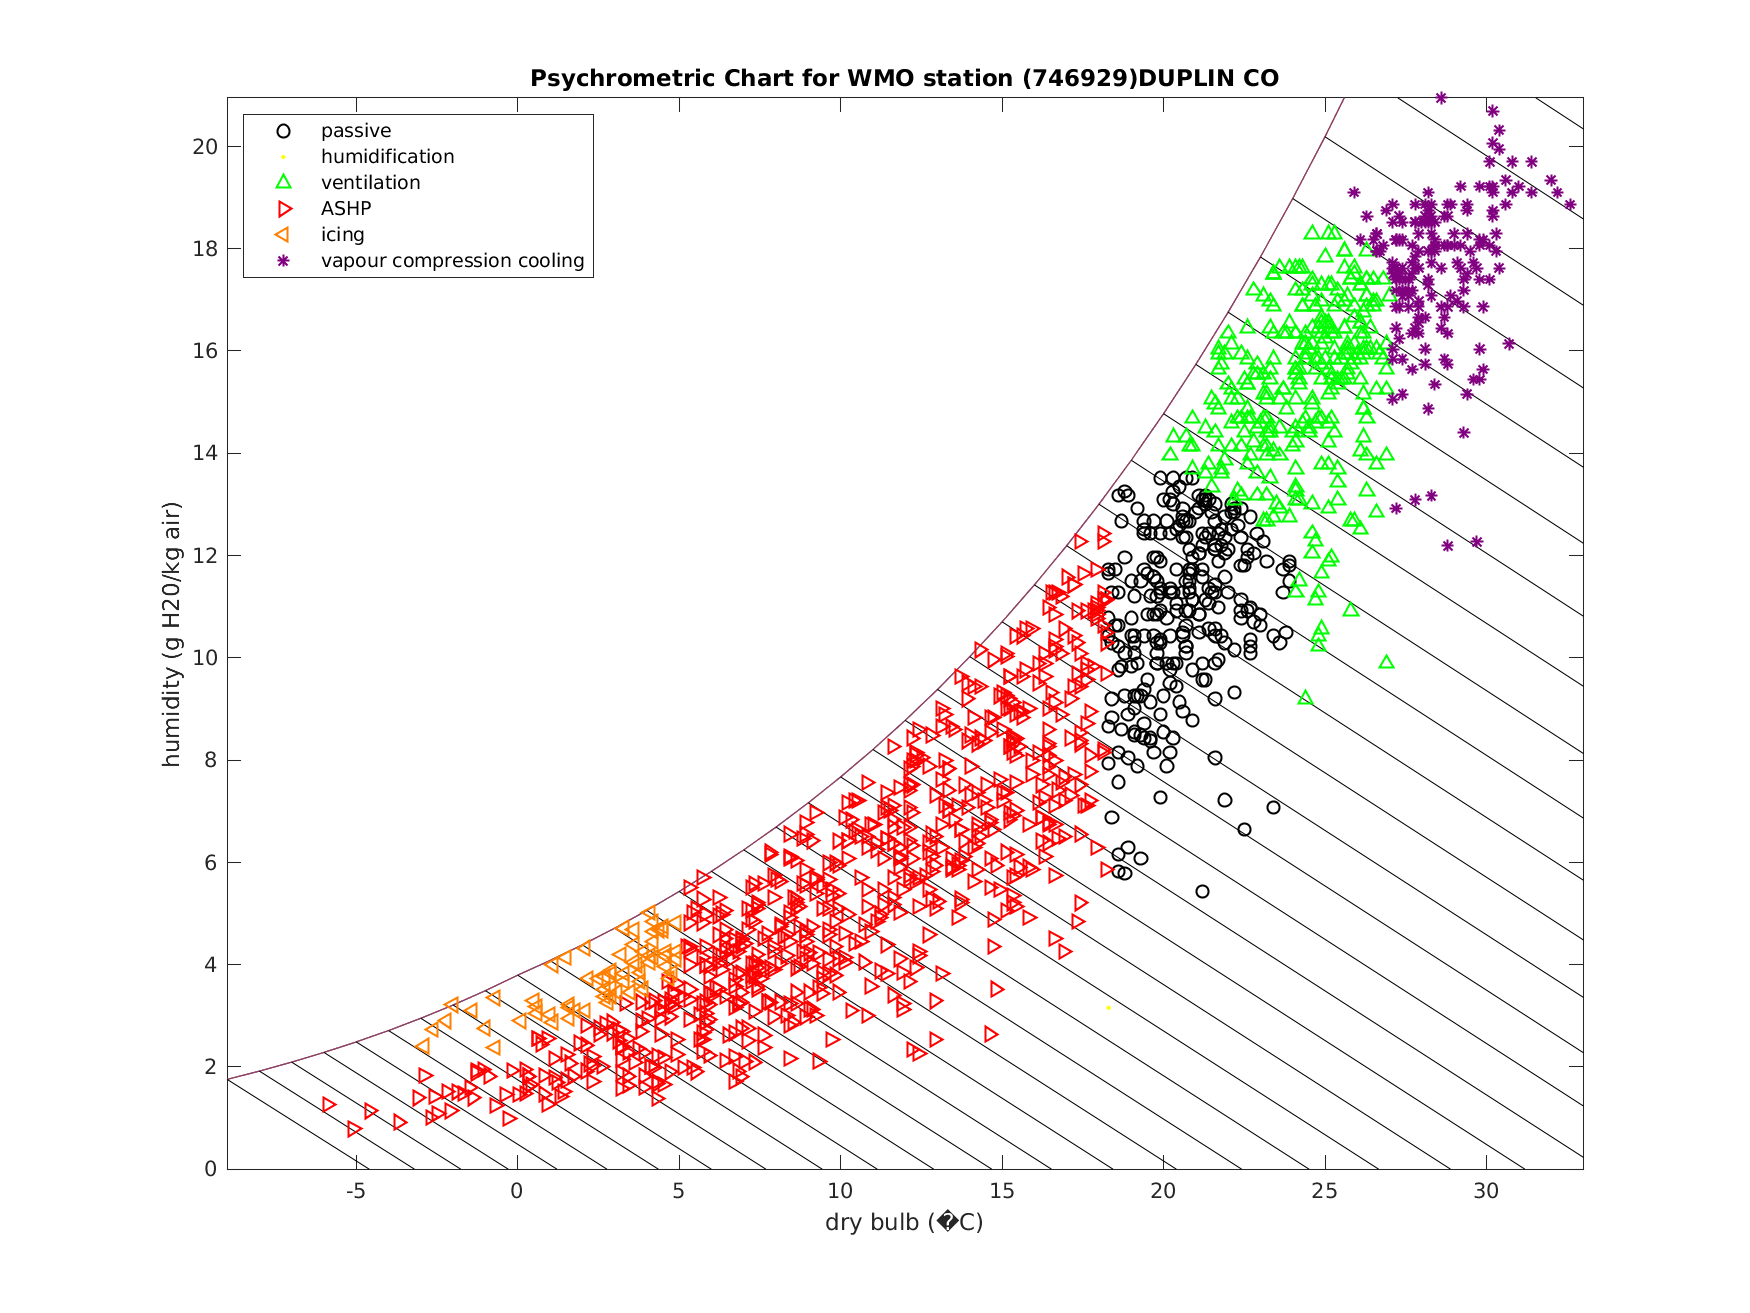 Psychrometric Chart for WMO station (746929)DUPLIN CO
passive
humidification
ventilation
ASHP
icing
vapour compression cooling
humidity (g H20/kg air)
20
18
16
14
12
10
8
6
4
2
0
-5 0 5 10 15 20 25 30
dry bulb (�C)